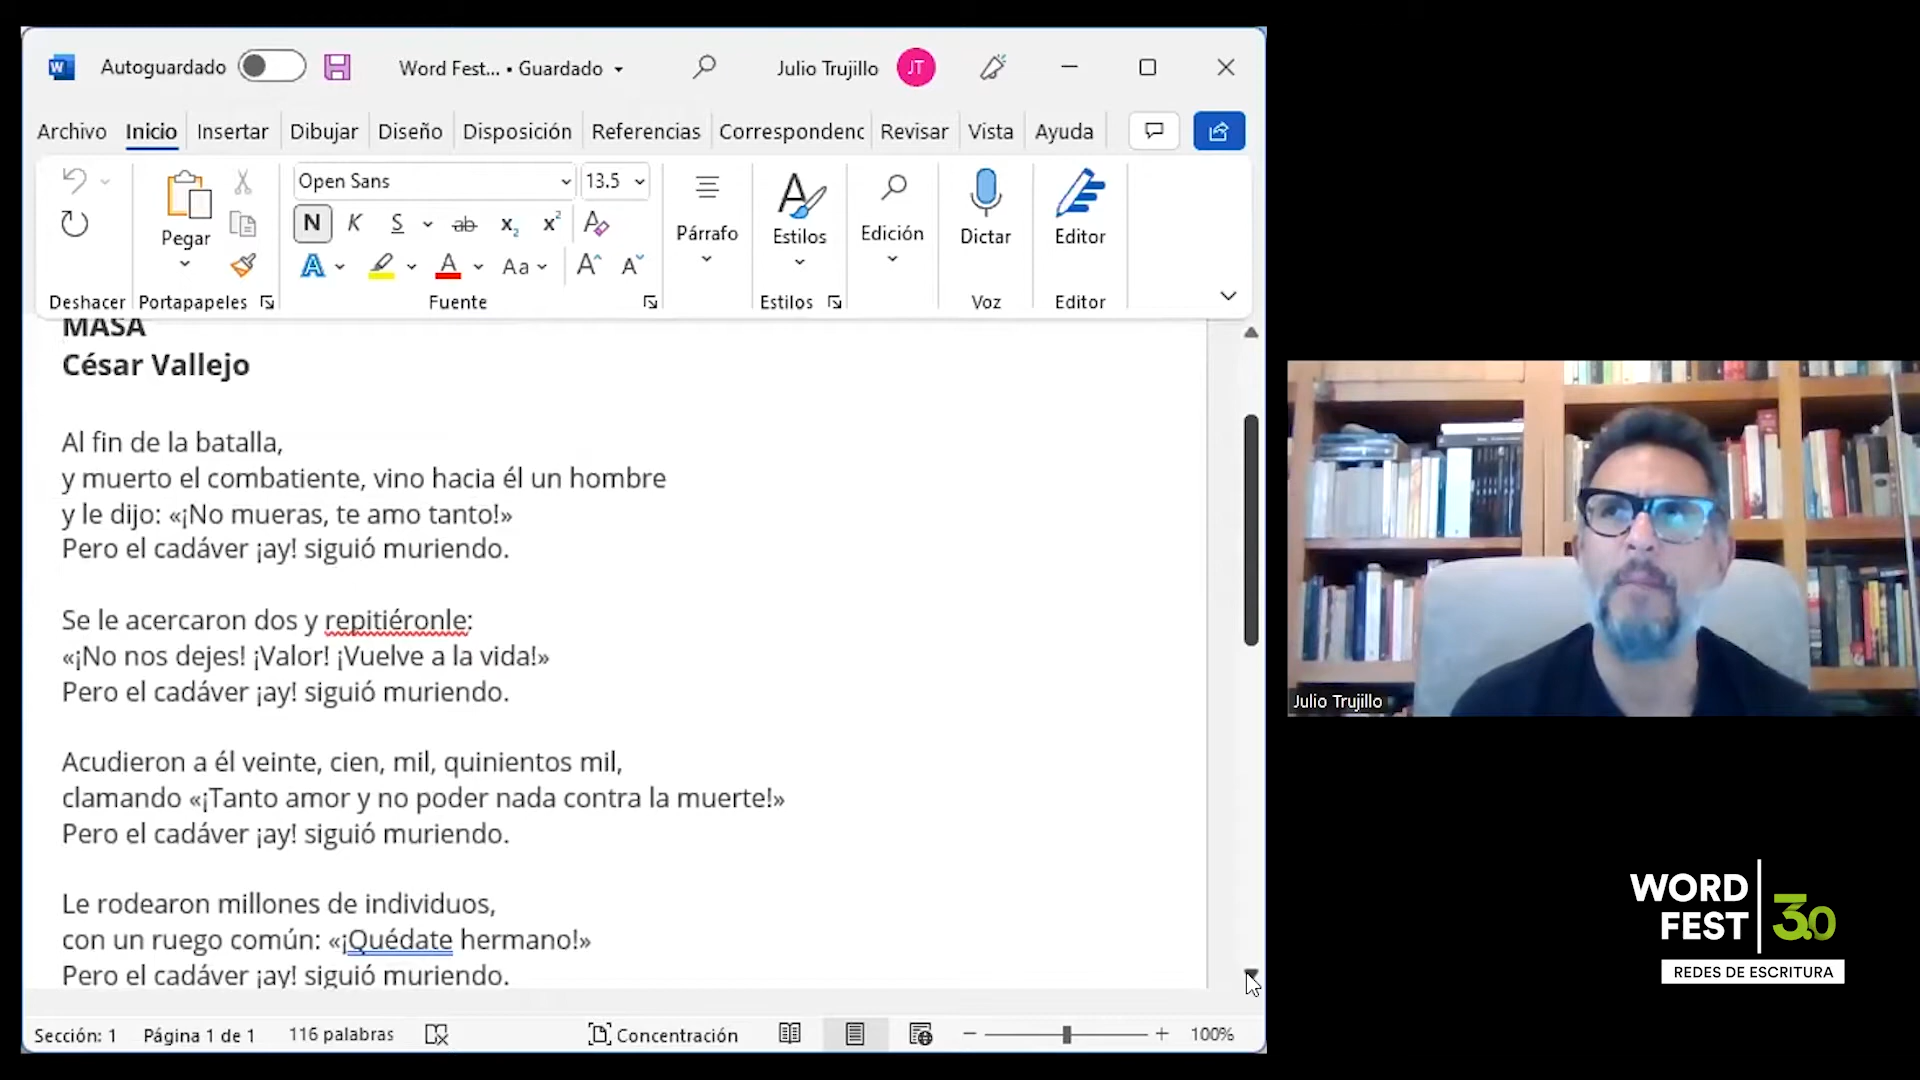 Autoguardado
Word Fest... • Guardado
Julio Trujillo
JT
Archivo Inicio Insertar Dibujar Diseño Disposición Referencias Correspondenc Revisar Vista Ayuda
Open Sans 13.5
N K S ab x₂ x²
A A Aa A A
Pegar
Párrafo Estilos Edición Dictar Editor
Deshacer Portapapeles Fuente Estilos Voz Editor
MASA
César Vallejo
Al fin de la batalla,
y muerto el combatiente, vino hacia él un hombre
y le dijo: «¡No mueras, te amo tanto!»
Pero el cadáver ¡ay! siguió muriendo.
Se le acercaron dos y repitiéronle:
«¡No nos dejes! ¡Valor! ¡Vuelve a la vida!»
Pero el cadáver ¡ay! siguió muriendo.
Acudieron a él veinte, cien, mil, quinientos mil,
clamando «¡Tanto amor y no poder nada contra la muerte!»
Pero el cadáver ¡ay! siguió muriendo.
Le rodearon millones de individuos,
con un ruego común: «¡Quédate hermano!»
Pero el cadáver ¡ay! siguió muriendo.
Sección: 1 Página 1 de 1 116 palabras Concentración 100%
Julio Trujillo
WORD
FEST
3.0
REDES DE ESCRITURA